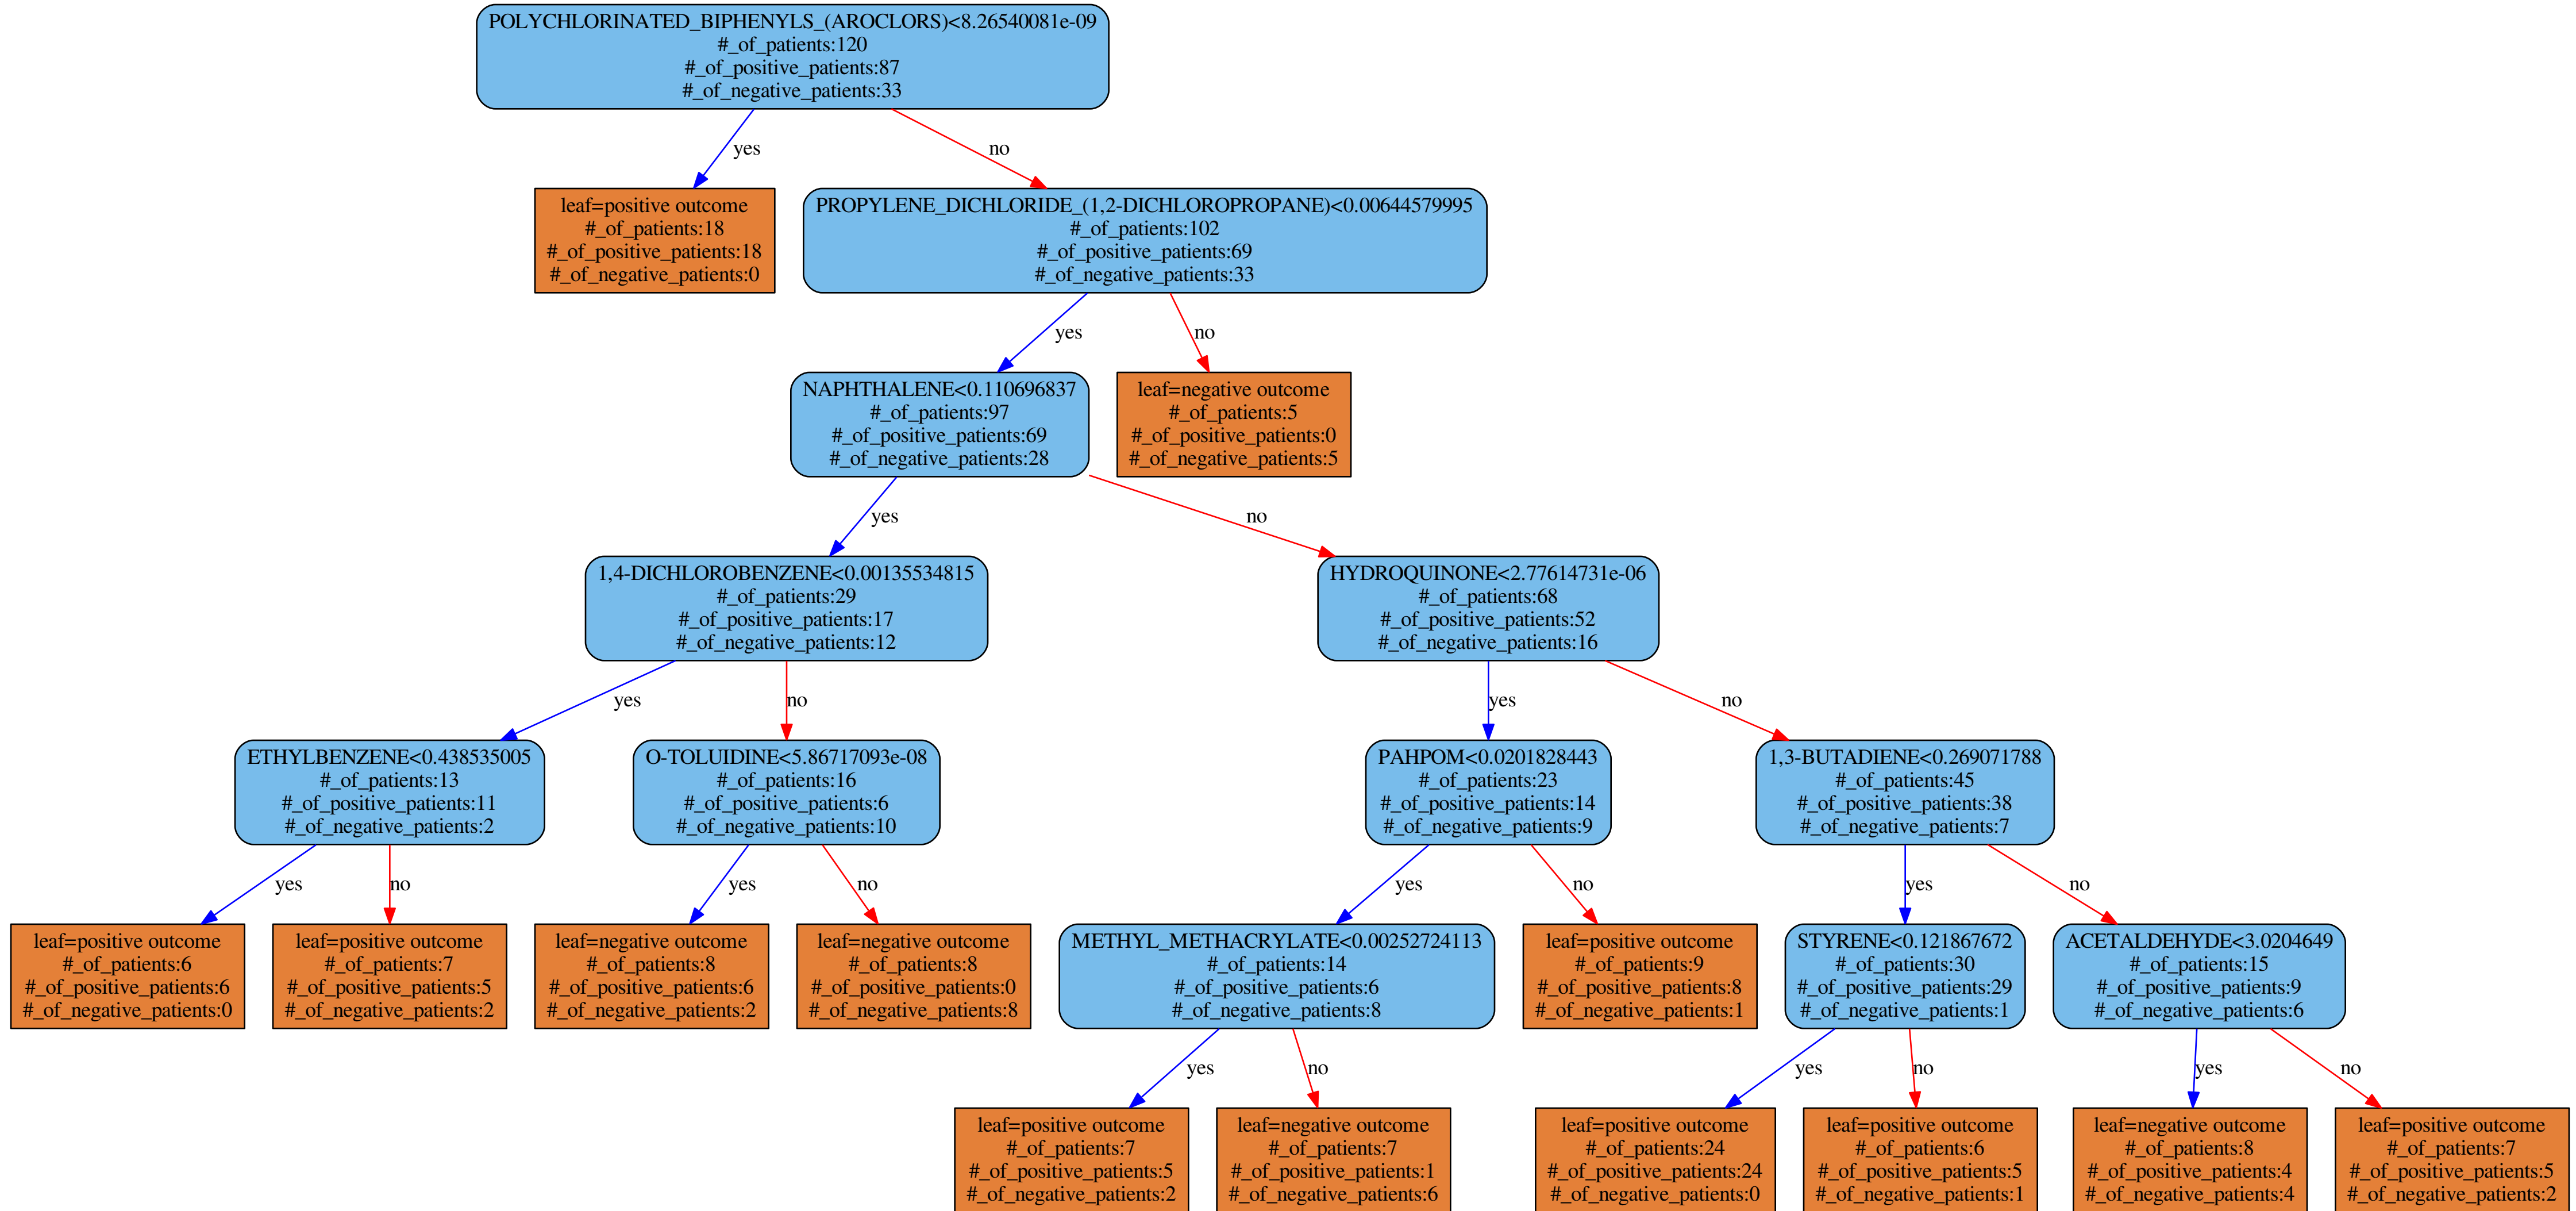 POLYCHLORINATED_BIPHENYLS_(AROCLORS)<8.26540081e-09
#_of_patients:120
#_of_positive_patients:87
#_of_negative_patients:33
yes
no
leaf=positive outcome
#_of_patients:18
#_of_positive_patients:18
#_of_negative_patients:0
PROPYLENE_DICHLORIDE_(1,2-DICHLOROPROPANE)<0.00644579995
#_of_patients:102
#_of_positive_patients:69
#_of_negative_patients:33
yes
no
NAPHTHALENE<0.110696837
#_of_patients:97
#_of_positive_patients:69
#_of_negative_patients:28
leaf=negative outcome
#_of_patients:5
#_of_positive_patients:0
#_of_negative_patients:5
yes
no
1,4-DICHLOROBENZENE<0.00135534815
#_of_patients:29
#_of_positive_patients:17
#_of_negative_patients:12
HYDROQUINONE<2.77614731e-06
#_of_patients:68
#_of_positive_patients:52
#_of_negative_patients:16
yes
no
yes
no
ETHYLBENZENE<0.438535005
#_of_patients:13
#_of_positive_patients:11
#_of_negative_patients:2
O-TOLUIDINE<5.86717093e-08
#_of_patients:16
#_of_positive_patients:6
#_of_negative_patients:10
PAHPOM<0.0201828443
#_of_patients:23
#_of_positive_patients:14
#_of_negative_patients:9
1,3-BUTADIENE<0.269071788
#_of_patients:45
#_of_positive_patients:38
#_of_negative_patients:7
yes
no
yes
no
yes
no
yes
no
leaf=positive outcome
#_of_patients:6
#_of_positive_patients:6
#_of_negative_patients:0
leaf=positive outcome
#_of_patients:7
#_of_positive_patients:5
#_of_negative_patients:2
leaf=negative outcome
#_of_patients:8
#_of_positive_patients:6
#_of_negative_patients:2
leaf=negative outcome
#_of_patients:8
#_of_positive_patients:0
#_of_negative_patients:8
METHYL_METHACRYLATE<0.00252724113
#_of_patients:14
#_of_positive_patients:6
#_of_negative_patients:8
leaf=positive outcome
#_of_patients:9
#_of_positive_patients:8
#_of_negative_patients:1
STYRENE<0.121867672
#_of_patients:30
#_of_positive_patients:29
#_of_negative_patients:1
ACETALDEHYDE<3.0204649
#_of_patients:15
#_of_positive_patients:9
#_of_negative_patients:6
yes
no
yes
no
yes
no
leaf=positive outcome
#_of_patients:7
#_of_positive_patients:5
#_of_negative_patients:2
leaf=negative outcome
#_of_patients:7
#_of_positive_patients:1
#_of_negative_patients:6
leaf=positive outcome
#_of_patients:24
#_of_positive_patients:24
#_of_negative_patients:0
leaf=positive outcome
#_of_patients:6
#_of_positive_patients:5
#_of_negative_patients:1
leaf=negative outcome
#_of_patients:8
#_of_positive_patients:4
#_of_negative_patients:4
leaf=positive outcome
#_of_patients:7
#_of_positive_patients:5
#_of_negative_patients:2